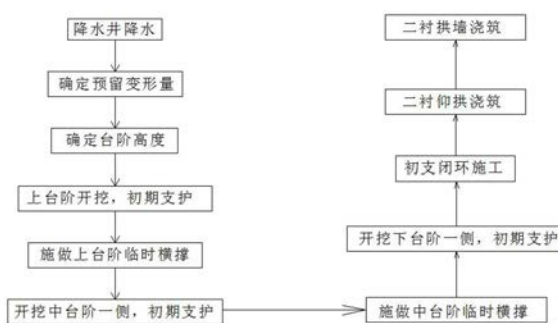 降水井降水
确定预留变形量
确定台阶高度
上台阶开挖，初期支护
施做上台阶临时横撑
开挖中台阶一侧，初期支护
施做中台阶临时横撑
开挖下台阶一侧，初期支护
初支闭环施工
二衬仰拱浇筑
二衬拱墙浇筑